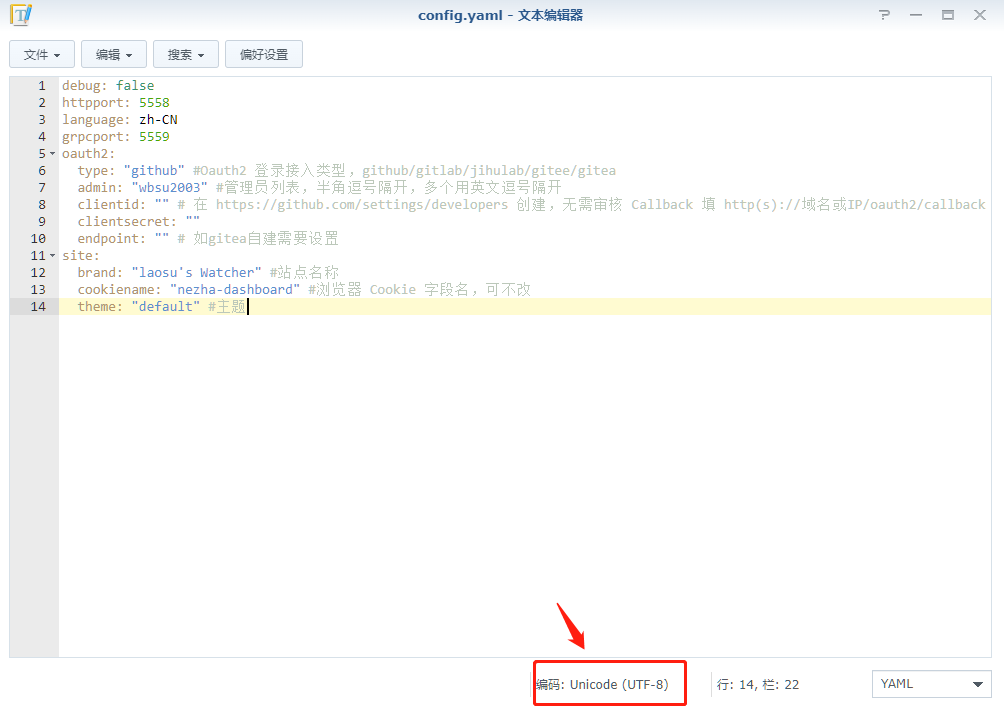 config.yaml - 文本编辑器
文件 编辑 搜索 偏好设置
1 debug: false
2 httpport: 5558
3 language: zh-CN
4 grpcport: 5559
5 oauth2:
6 type: "github" #Oauth2 登录接入类型，github/gitlab/jihulab/gitee/gitea
7 admin: "wbsu2003" #管理员列表，半角逗号隔开，多个用英文逗号隔开
8 clientid: "" # 在 https://github.com/settings/developers 创建，无需审核 Callback 填 http(s)://域名或IP/oauth2/callback
9 clientsecret: ""
10 endpoint: "" # 如gitea自建需要设置
11 site:
12 brand: "laosu's Watcher" #站点名称
13 cookiename: "nezha-dashboard" #浏览器 Cookie 字段名，可不改
14 theme: "default" #主题
编码: Unicode (UTF-8) 行: 14, 栏: 22 YAML